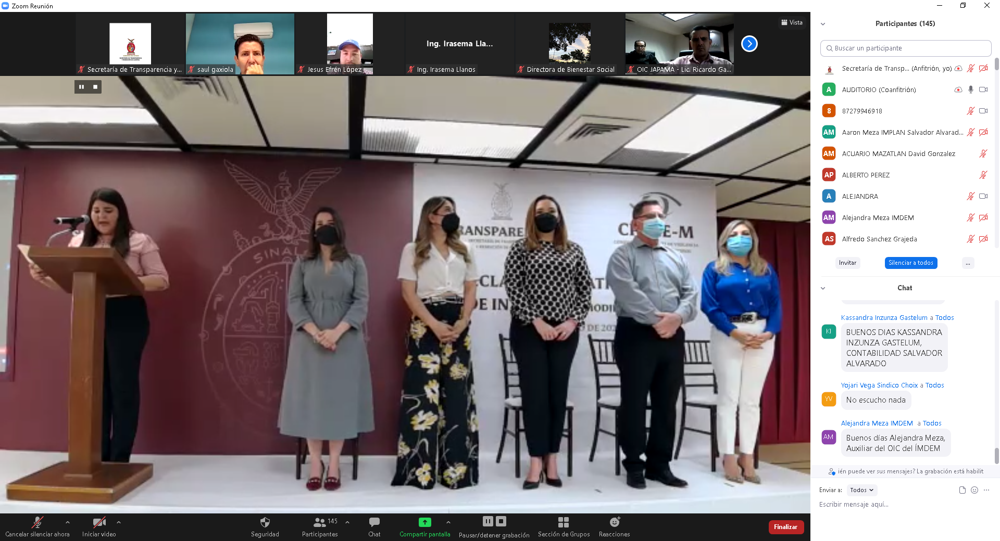 Zoom Reunión
Secretaría de Transparencia y...
saul gaxiola
Jesus Efrén López
Ing. Irasema Lla...
Ing. Irasema Llanos
Directora de Bienestar Social
OIC JAPAMA - Lic. Ricardo Ga...
Vista
SINAL
RANSPARE
DE IN
DE 202
Cancelar silenciar ahora
Iniciar video
Seguridad
145
Participantes
Chat
Compartir pantalla
Pausar/detener grabación
Sección de Grupos
Reacciones
Finalizar
Participantes (145)
Buscar un participante
Secretaría de Transp... (Anfitrión, yo)
A AUDITORIO (Coanfitrión)
8 87279946918
AM Aaron Meza IMPLAN Salvador Alvarad...
AM ACUARIO MAZATLAN David Gonzalez
AP ALBERTO PEREZ
A ALEJANDRA
AM Alejandra Meza IMDEM
AS Alfredo Sanchez Grajeda
Invitar
Silenciar a todos
...
Chat
Kassandra Inzunza Gastelum a Todos
KI
BUENOS DIAS KASSANDRA
INZUNZA GASTELUM,
CONTABILIDAD SALVADOR
ALVARADO
Yojari Vega Sindico Choix a Todos
YV
No escucho nada
Alejandra Meza IMDEM a Todos
AM
Buenos días Alejandra Meza,
Auxiliar del OIC del ÍMDEM
ién puede ver sus mensajes? La grabación está habilit
Enviar a: Todos
Escribir mensaje aquí...